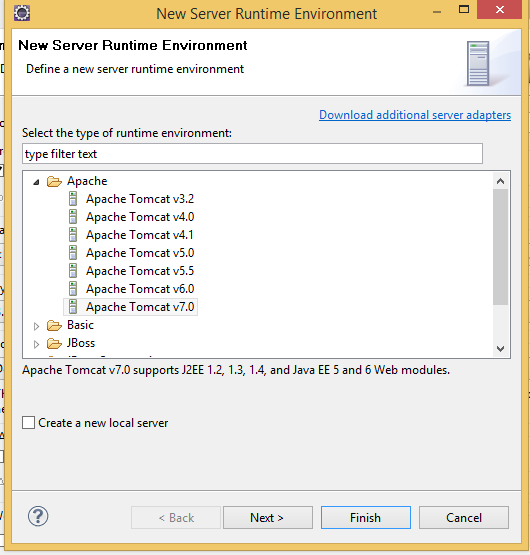 New Server Runtime Environment
New Server Runtime Environment
Define a new server runtime environment
Download additional server adapters
Select the type of runtime environment:
type filter text
Apache
Apache Tomcat v3.2
Apache Tomcat v4.0
Apache Tomcat v4.1
Apache Tomcat v5.0
Apache Tomcat v5.5
Apache Tomcat v6.0
Apache Tomcat v7.0
Basic
JBoss
Apache Tomcat v7.0 supports J2EE 1.2, 1.3, 1.4, and Java EE 5 and 6 Web modules.
Create a new local server
?
< Back
Next >
Finish
Cancel